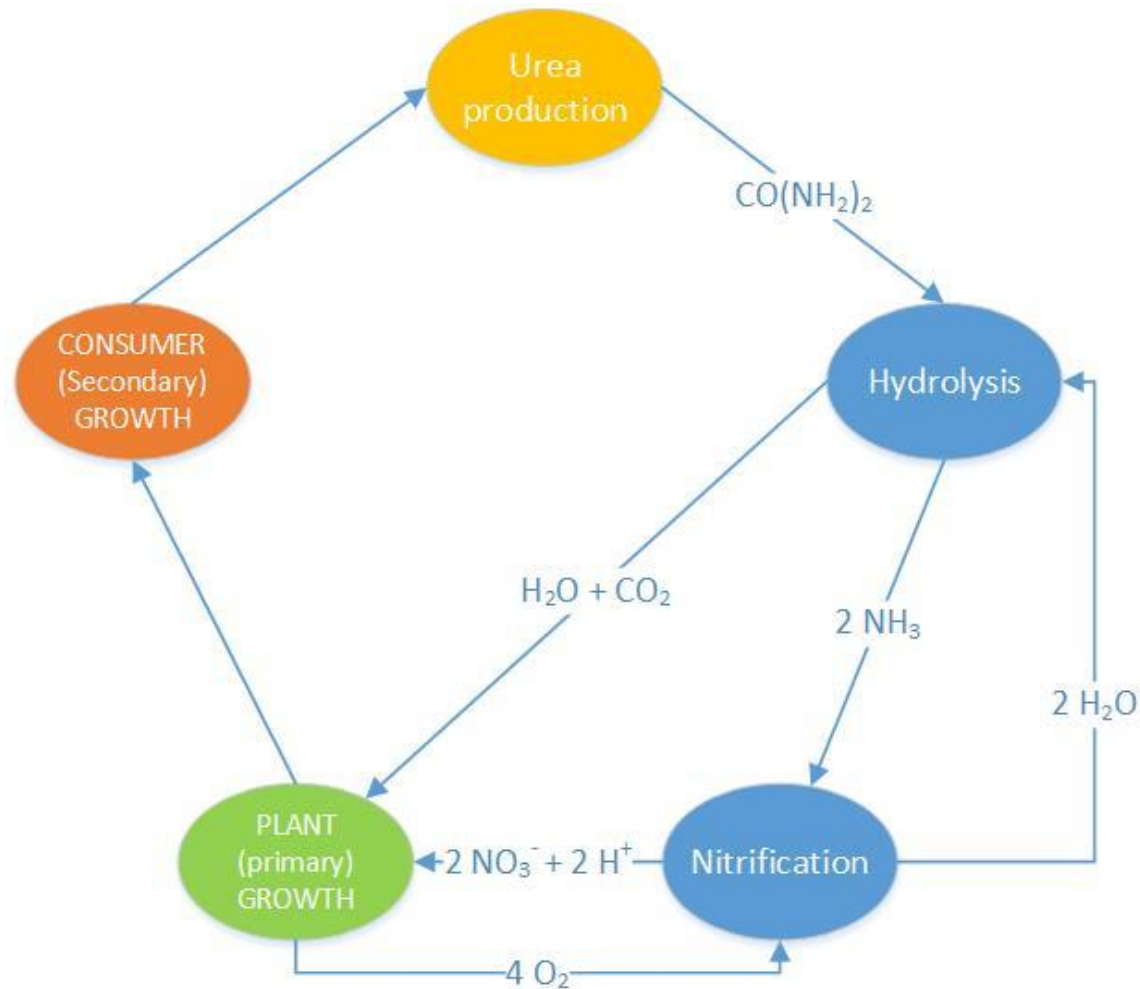 Urea
production
CO(NH₂)₂
CONSUMER
(Secondary)
GROWTH
Hydrolysis
H₂O + CO₂
2 NH₃
2 H₂O
PLANT
(primary)
GROWTH
2 NO₃⁻ + 2 H⁺
Nitrification
4 O₂